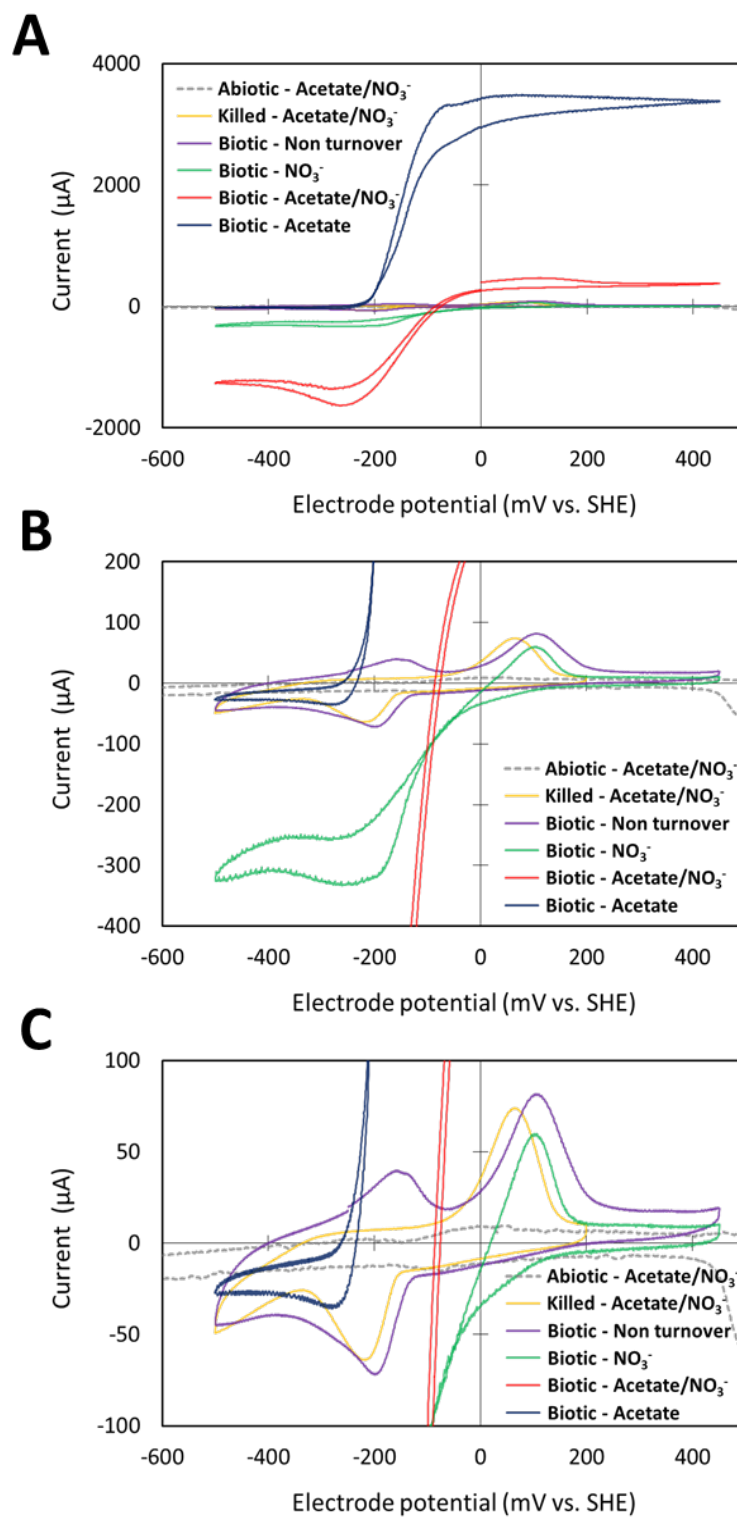 A
4000
2000
0
-2000
Current (µA)
Abiotic - Acetate/NO₃⁻
Killed - Acetate/NO₃⁻
Biotic - Non turnover
Biotic - NO₃⁻
Biotic - Acetate/NO₃⁻
Biotic - Acetate
-600 -400 -200 0 200 400
Electrode potential (mV vs. SHE)
B
200
100
0
-100
-200
-300
-400
Current (µA)
Abiotic - Acetate/NO₃⁻
Killed - Acetate/NO₃⁻
Biotic - Non turnover
Biotic - NO₃⁻
Biotic - Acetate/NO₃⁻
Biotic - Acetate
-600 -400 -200 0 200 400
Electrode potential (mV vs. SHE)
C
100
50
0
-50
-100
Current (µA)
Abiotic - Acetate/NO₃⁻
Killed - Acetate/NO₃⁻
Biotic - Non turnover
Biotic - NO₃⁻
Biotic - Acetate/NO₃⁻
Biotic - Acetate
-600 -400 -200 0 200 400
Electrode potential (mV vs. SHE)